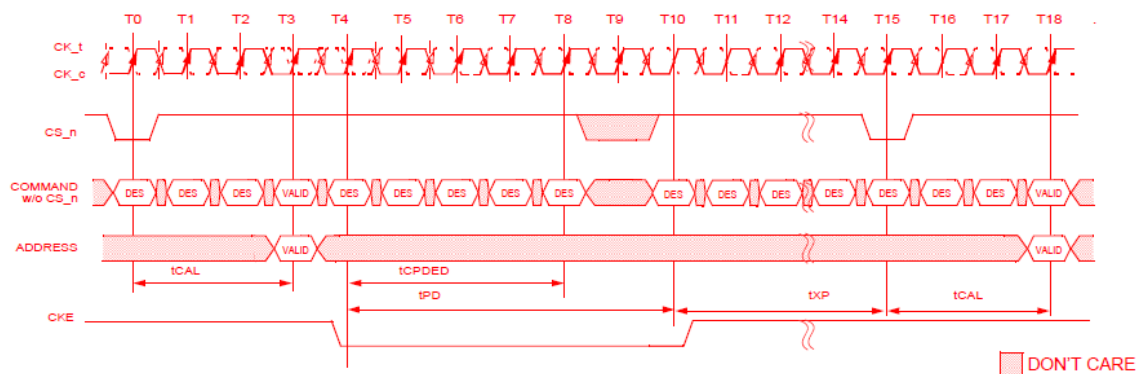 T0 T1 T2 T3 T4 T5 T6 T7 T8 T9 T10 T11 T12 T14 T15 T16 T17 T18
CK_t
CK_c
CS_n
COMMAND
w/o CS_n
DES DES DES VALID DES DES DES DES DES DES DES DES DES DES DES DES VALID
ADDRESS
VALID VALID
tCAL tCPDED
tPD tXP tCAL
CKE
DON'T CARE